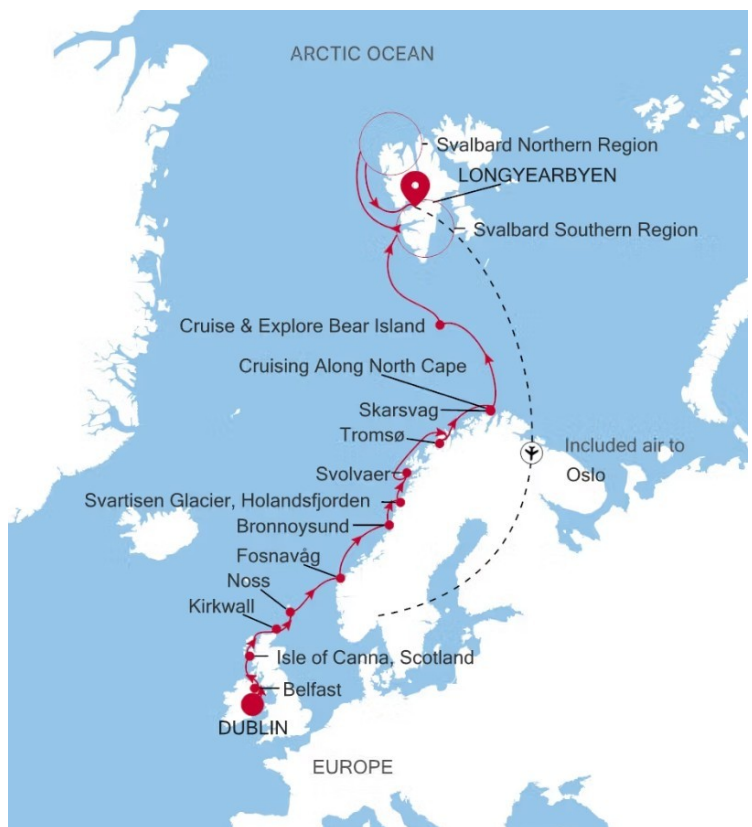 ARCTIC OCEAN
Svalbard Northern Region
LONGYEARBYEN
Svalbard Southern Region
Cruise & Explore Bear Island
Cruising Along North Cape
Skarsvag
Tromsø
Included air to
Oslo
Svolvaer
Svartisen Glacier, Holandsfjorden
Bronnoysund
Fosnavåg
Noss
Kirkwall
Isle of Canna, Scotland
Belfast
DUBLIN
EUROPE